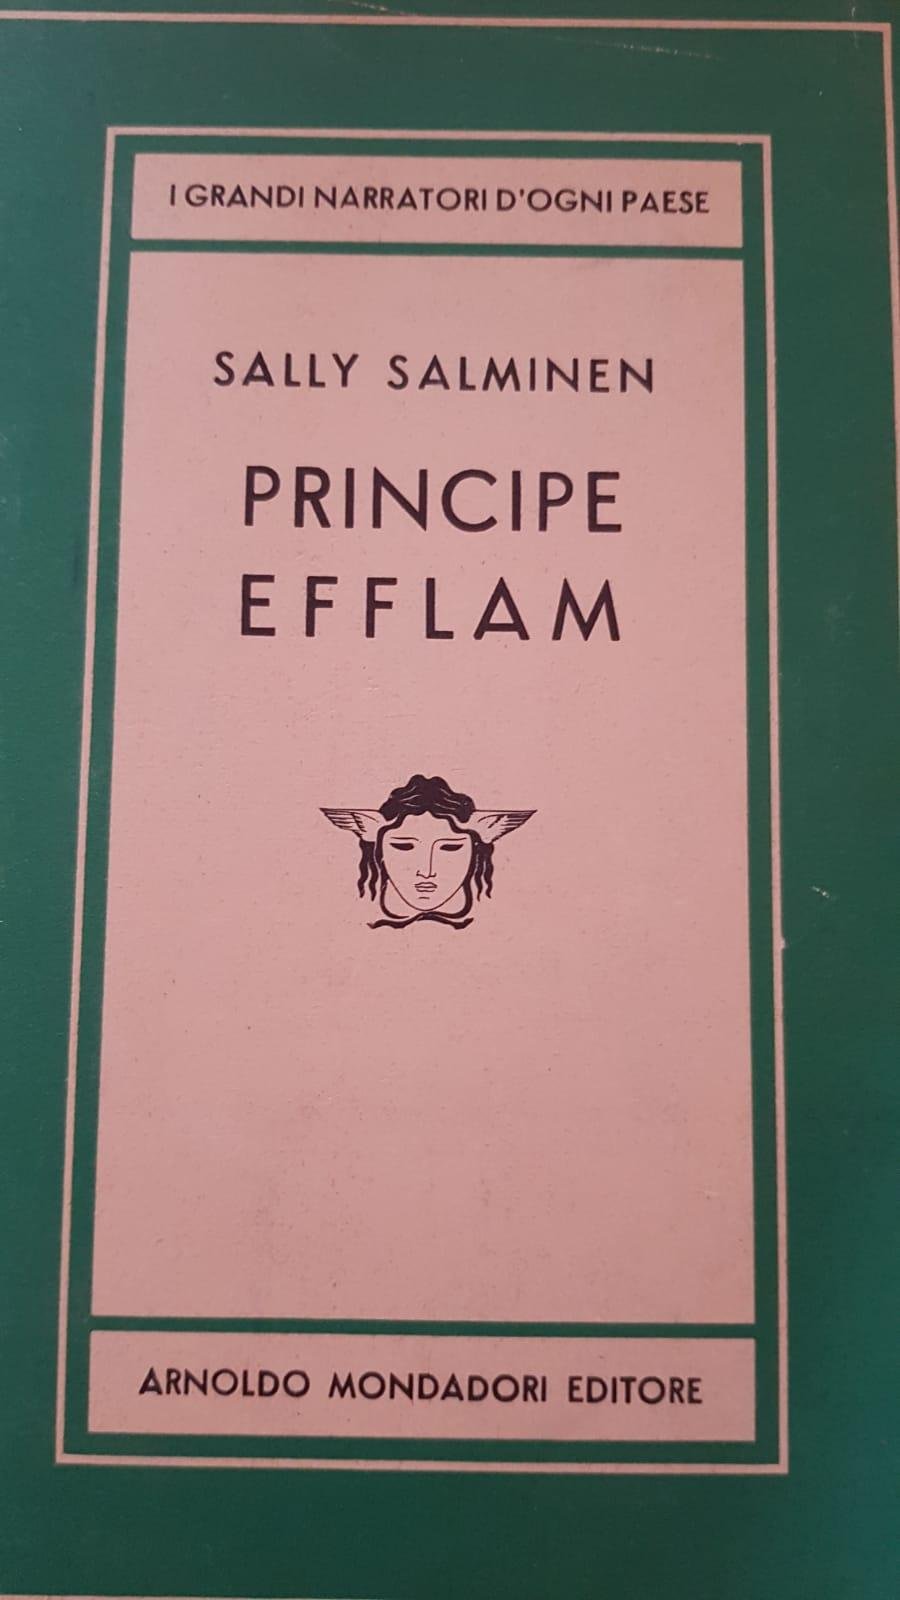 I GRANDI NARRATORI D'OGNI PAESE
SALLY SALMINEN
PRINCIPE
EFFLAM
ARNOLDO MONDADORI EDITORE